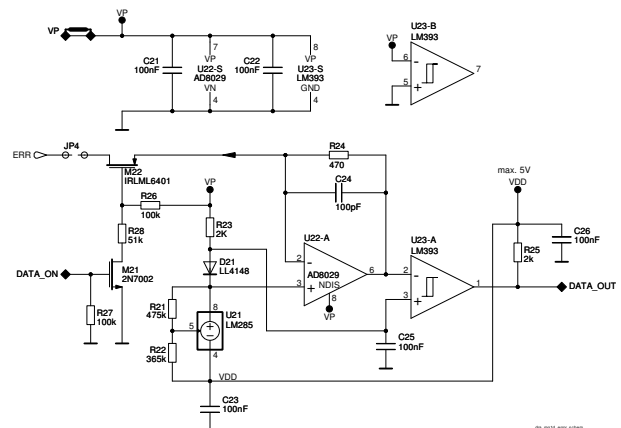 VP
VP
C21
100nF
7
VP
U22-S
AD8029
VN
4
C22
100nF
8
VP
U23-S
LM393
GND
4
U23-B
LM393
VP
6
5
-
+
7
ERR
JP4
M22
IRLML6401
R24
470
C24
100pF
R26
100k
VP
R28
51k
R23
2K
D21
LL4148
DATA_ON
M21
2N7002
R27
100k
R21
475k
R22
365k
5
8
4
U21
LM285
U22-A
2
-
3
+
AD8029
NDIS
8
VP
6
U23-A
LM393
2
-
3
+
1
C25
100nF
max. 5V
VDD
R25
2k
C26
100nF
DATA_OUT
VDD
C23
100nF